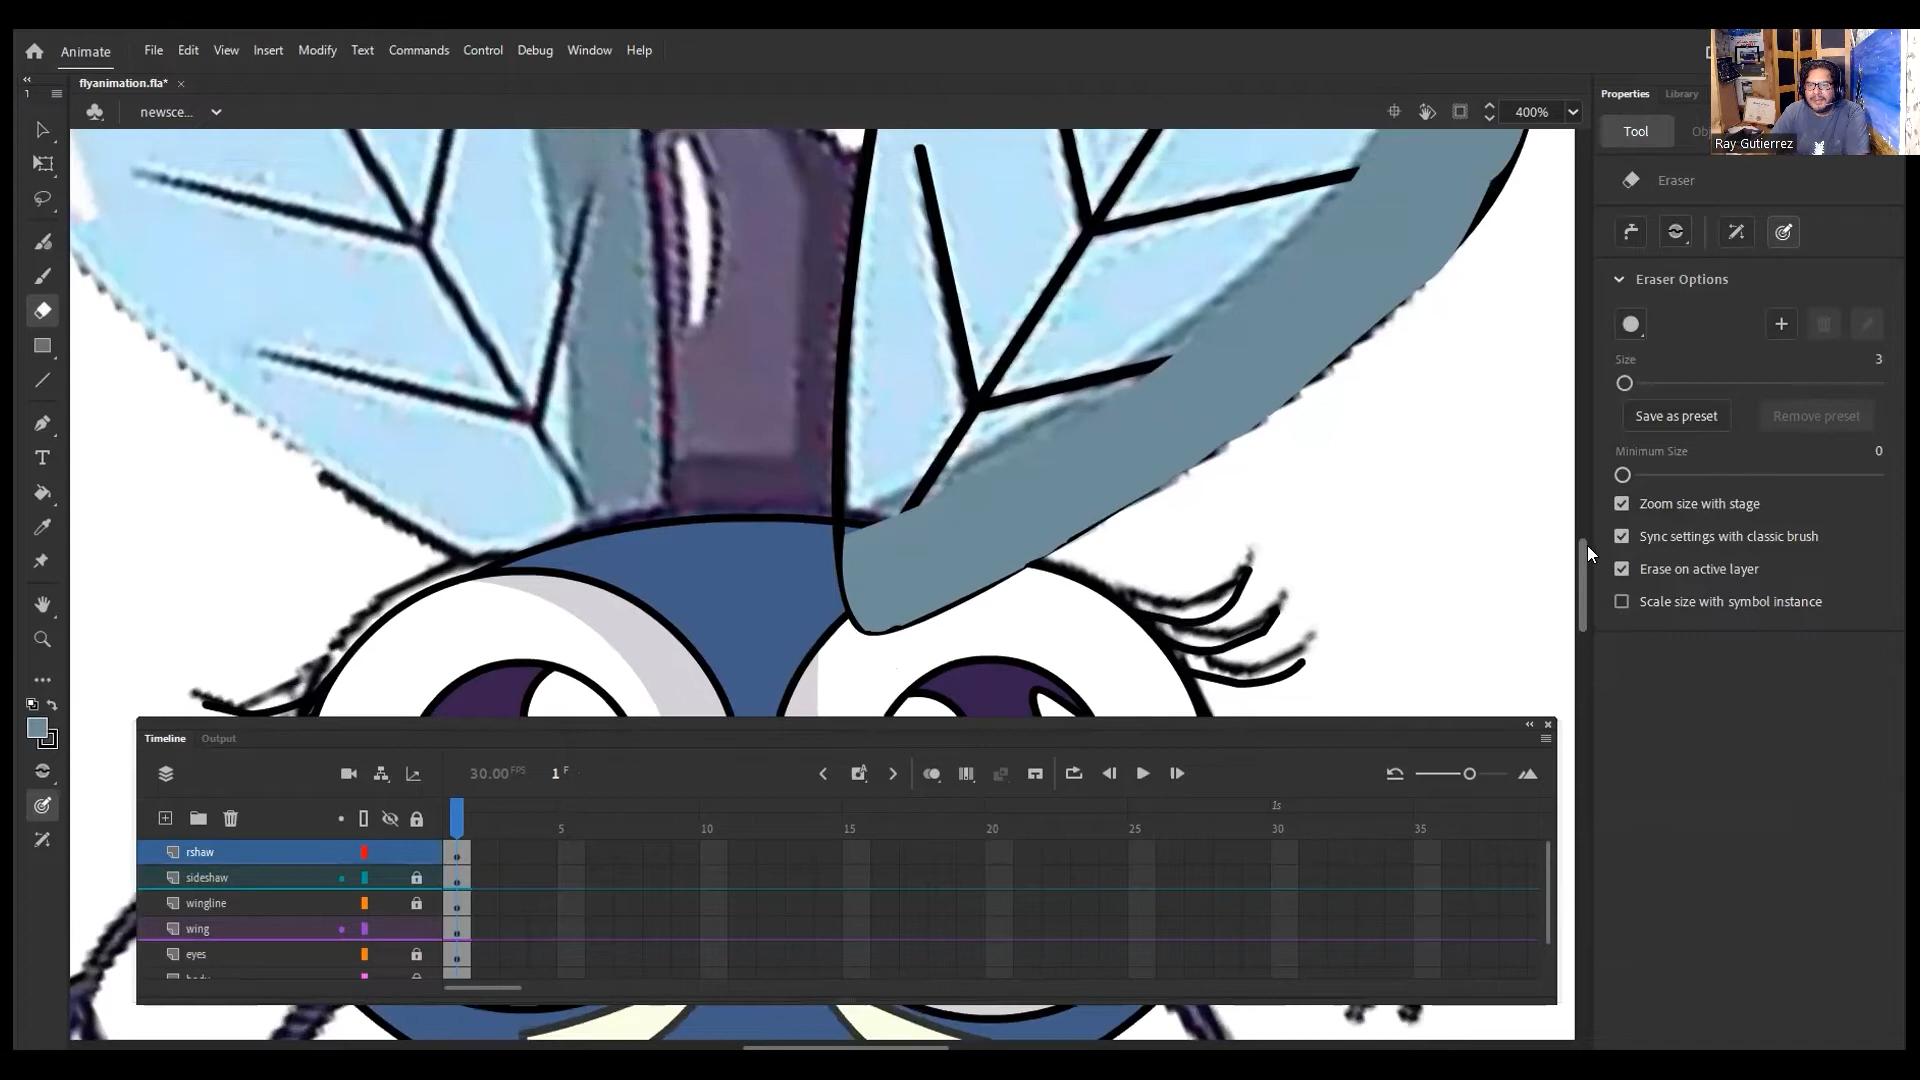 Animate File Edit View Insert Modify Text Commands Control Debug Window Help
flyanimation.fla*
newsce... 400%
Properties Library
Tool
Ray Gutierrez
Eraser
Eraser Options
Size 3
Save as preset Remove preset
Minimum Size 0
Zoom size with stage
Sync settings with classic brush
Erase on active layer
Scale size with symbol instance
Timeline Output
30.00 FPS 1 F
1s
5 10 15 20 25 30 35
rshaw
sideshaw
wingline
wing
eyes